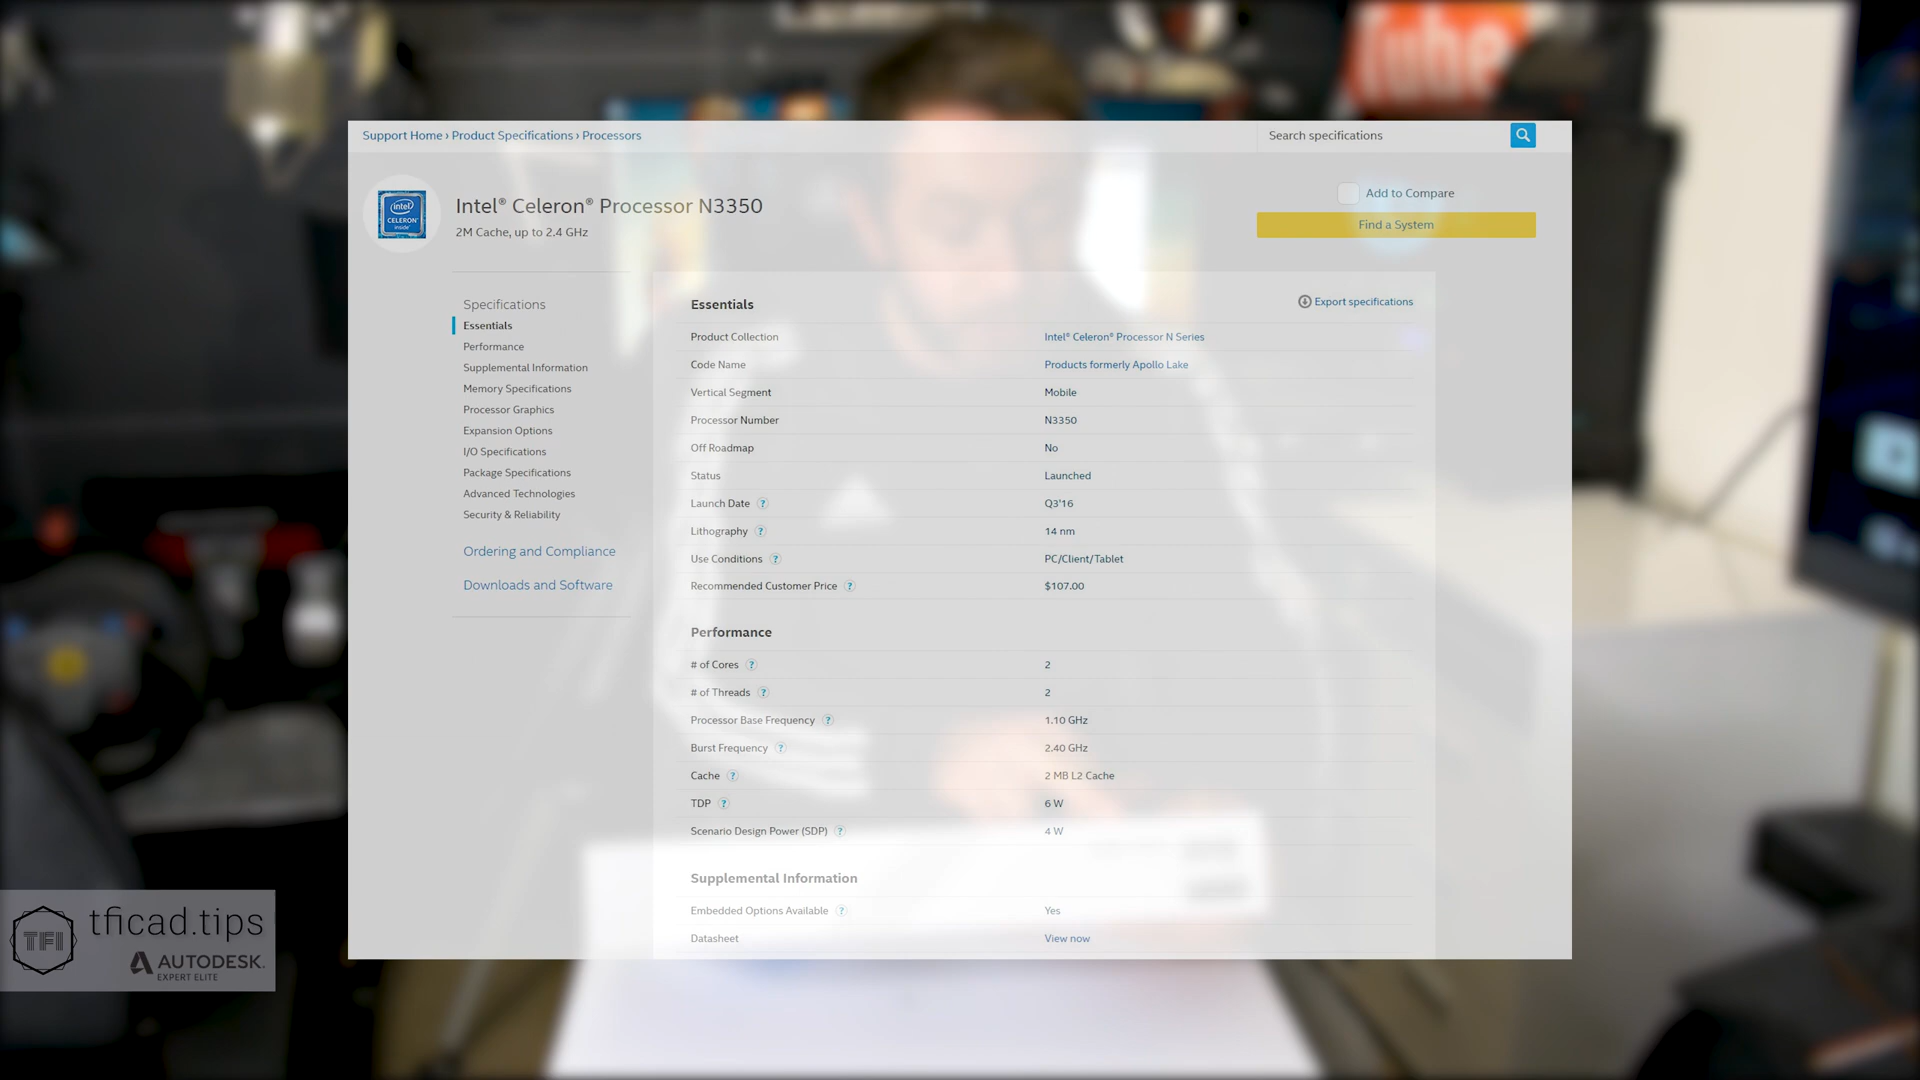 Tube
Support Home › Product Specifications › Processors
Search specifications
intel
CELERON
inside
Intel® Celeron® Processor N3350
2M Cache, up to 2.4 GHz
Add to Compare
Find a System
Specifications
Essentials
Performance
Supplemental Information
Memory Specifications
Processor Graphics
Expansion Options
I/O Specifications
Package Specifications
Advanced Technologies
Security & Reliability
Ordering and Compliance
Downloads and Software
Essentials
Export specifications
Product Collection Intel® Celeron® Processor N Series
Code Name Products formerly Apollo Lake
Vertical Segment Mobile
Processor Number N3350
Off Roadmap No
Status Launched
Launch Date ? Q3'16
Lithography ? 14 nm
Use Conditions ? PC/Client/Tablet
Recommended Customer Price ? $107.00
Performance
# of Cores ? 2
# of Threads ? 2
Processor Base Frequency ? 1.10 GHz
Burst Frequency ? 2.40 GHz
Cache ? 2 MB L2 Cache
TDP ? 6 W
Scenario Design Power (SDP) ? 4 W
Supplemental Information
Embedded Options Available ? Yes
Datasheet View now
TFI
tficad.tips
AUTODESK.
EXPERT ELITE